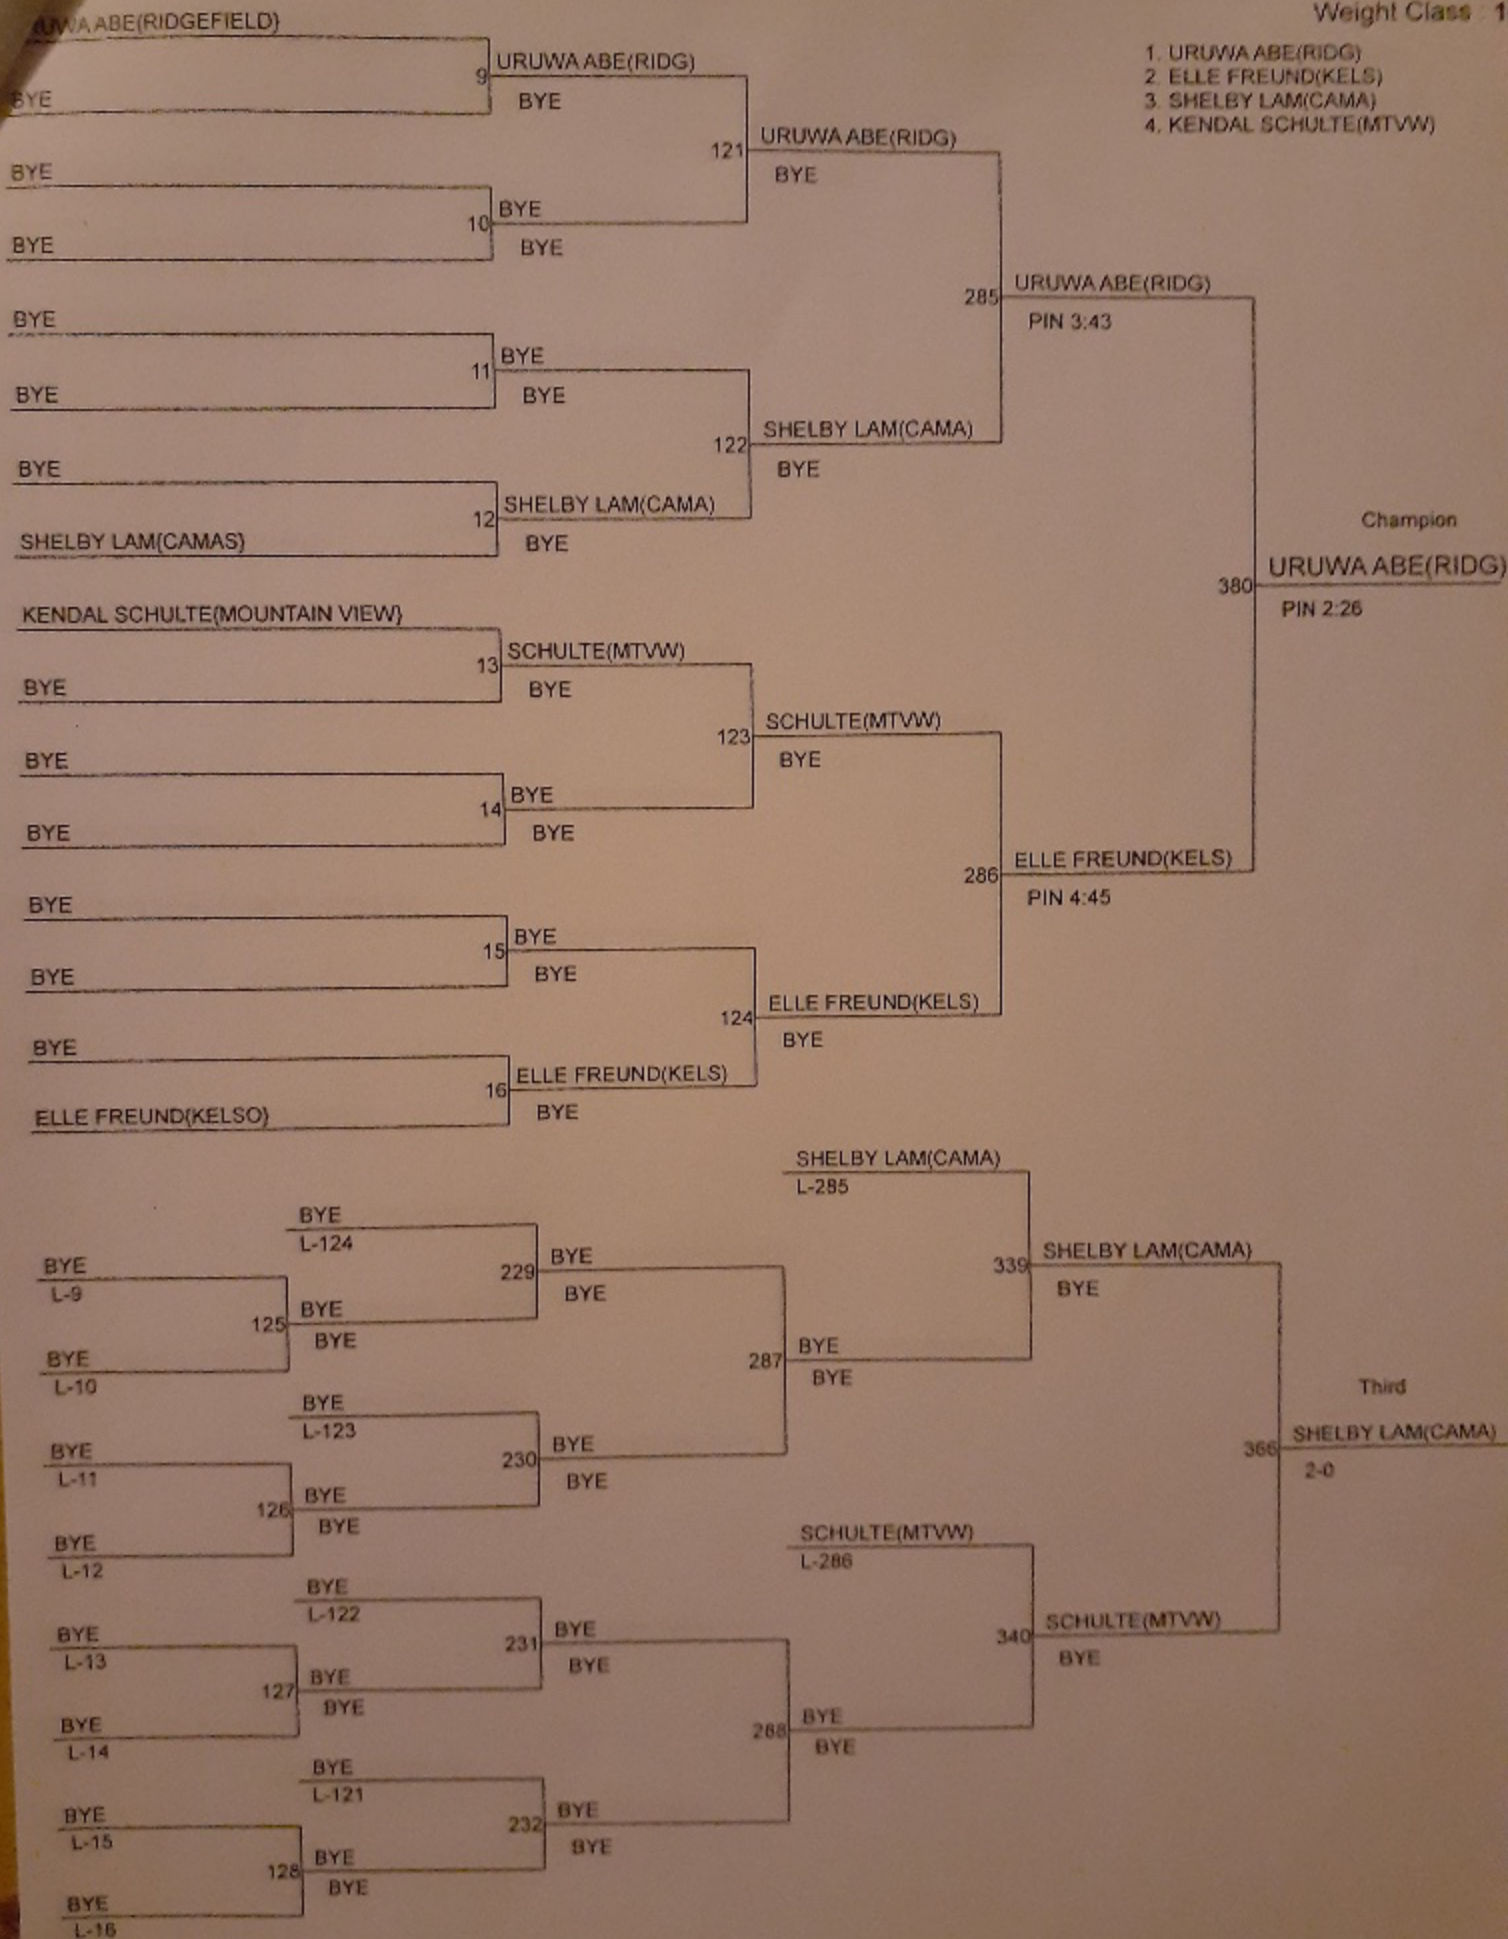 ABE(RIDGEFIELD)
Weight Class : 1
1. URUWA ABE(RIDG)
2. ELLE FREUND(KELS)
3. SHELBY LAM(CAMA)
4. KENDAL SCHULTE(MTVW)
9 URUWA ABE(RIDG)
BYE
BYE
121 URUWA ABE(RIDG)
BYE
BYE
10 BYE
BYE
BYE
285 URUWA ABE(RIDG)
PIN 3:43
BYE
11 BYE
BYE
BYE
122 SHELBY LAM(CAMA)
BYE
BYE
12 SHELBY LAM(CAMA)
BYE
SHELBY LAM(CAMAS)
Champion
380 URUWA ABE(RIDG)
PIN 2:26
KENDAL SCHULTE(MOUNTAIN VIEW)
13 SCHULTE(MTVW)
BYE
BYE
123 SCHULTE(MTVW)
BYE
BYE
14 BYE
BYE
BYE
286 ELLE FREUND(KELS)
PIN 4:45
BYE
15 BYE
BYE
BYE
124 ELLE FREUND(KELS)
BYE
BYE
16 ELLE FREUND(KELS)
BYE
ELLE FREUND(KELSO)
SHELBY LAM(CAMA)
L-285
BYE
L-124
339 SHELBY LAM(CAMA)
BYE
BYE
L-9
229 BYE
BYE
125 BYE
BYE
BYE
L-10
287 BYE
BYE
Third
366 SHELBY LAM(CAMA)
2-0
BYE
L-123
BYE
L-11
230 BYE
BYE
126 BYE
BYE
BYE
L-12
SCHULTE(MTVW)
L-286
BYE
L-122
340 SCHULTE(MTVW)
BYE
BYE
L-13
231 BYE
BYE
127 BYE
BYE
BYE
L-14
288 BYE
BYE
BYE
L-121
BYE
L-15
232 BYE
BYE
128 BYE
BYE
BYE
L-16